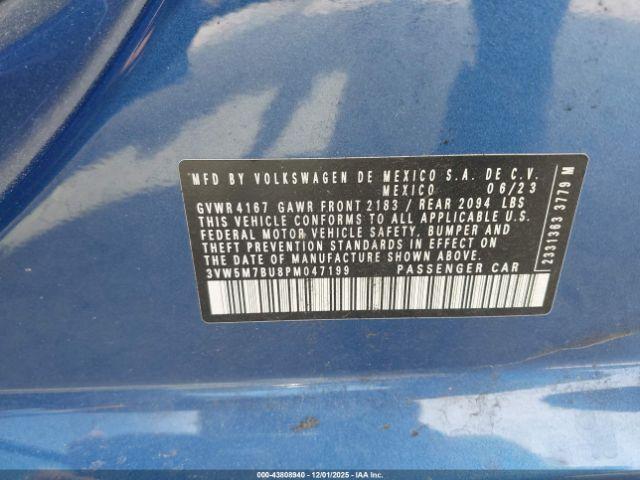 MFD BY VOLKSWAGEN DE MEXICO S.A. DE C.V.
MEXICO 06/23
GVWR 4167 GAWR FRONT 2183 / REAR 2094 LBS
THIS VEHICLE CONFORMS TO ALL APPLICABLE U.S.
FEDERAL MOTOR VEHICLE SAFETY, BUMPER AND
THEFT PREVENTION STANDARDS IN EFFECT ON
THE DATE OF MANUFACTURE SHOWN ABOVE.
3VW5M7BU8PM047199 PASSENGER CAR
2331363 3779 M
000-43808940 - 12/01/2025 - IAA Inc.